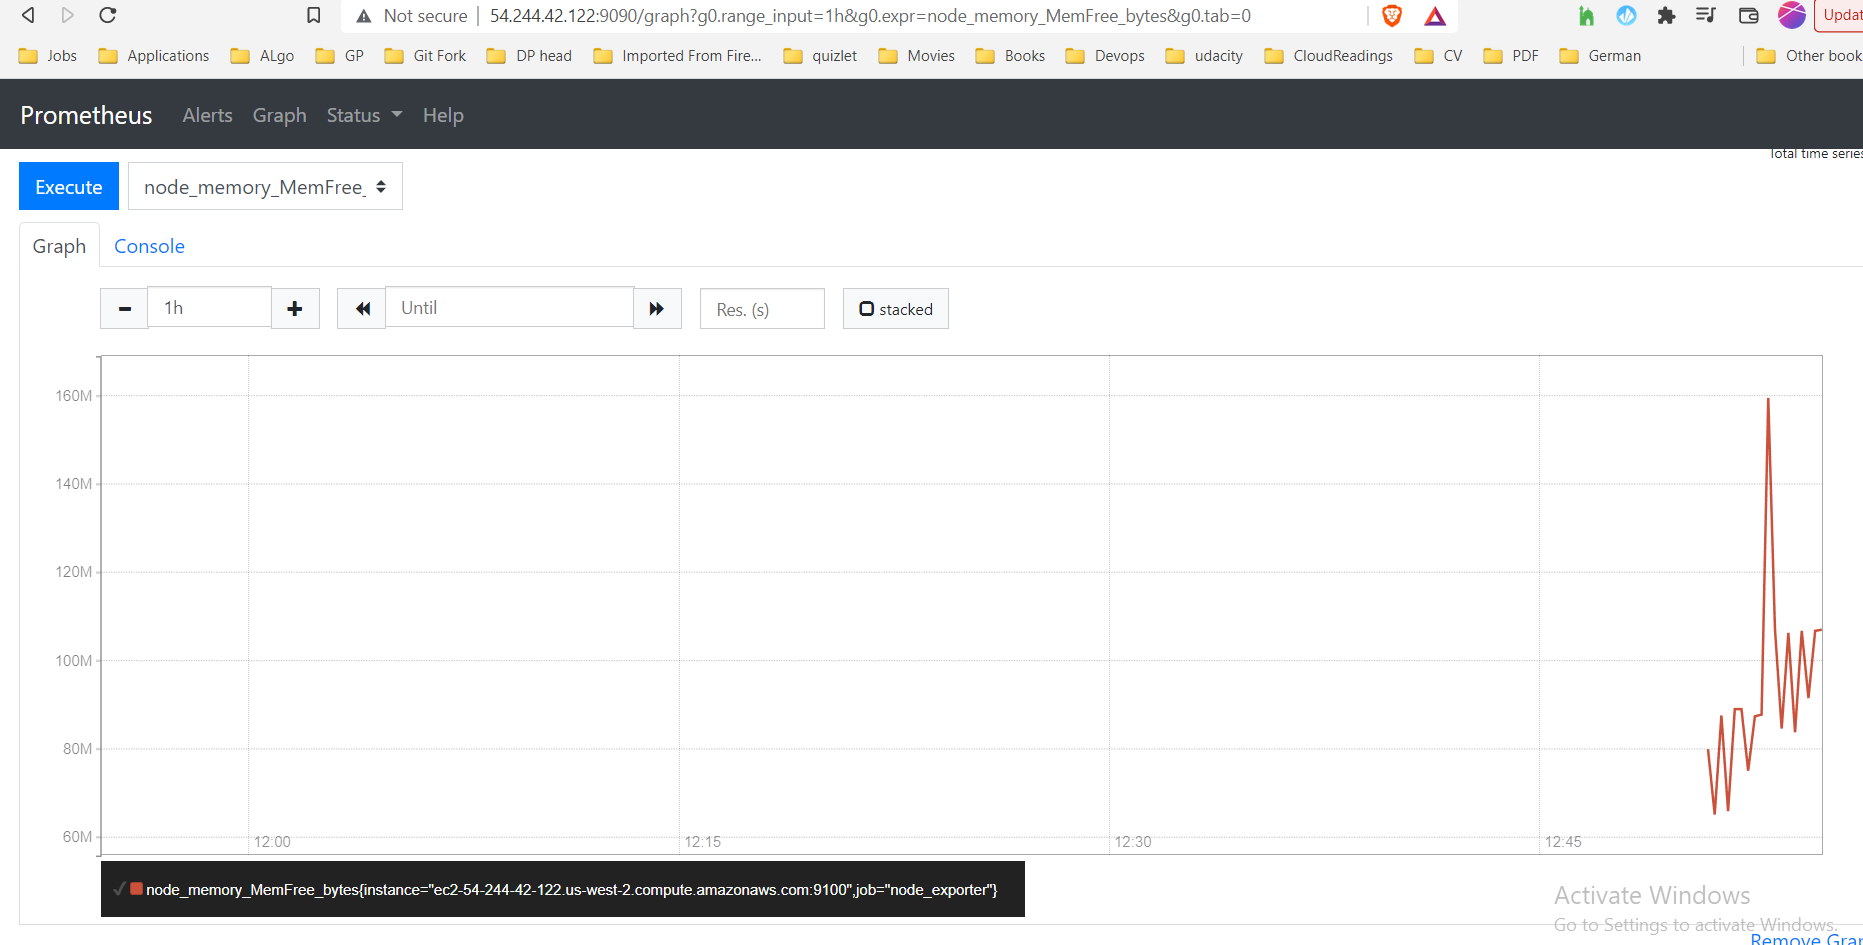 Not secure | 54.244.42.122:9090/graph?g0.range_input=1h&g0.expr=node_memory_MemFree_bytes&g0.tab=0
Updat
Jobs Applications ALgo GP Git Fork DP head Imported From Fire... quizlet Movies Books Devops udacity CloudReadings CV PDF German Other book
Prometheus Alerts Graph Status Help
Total time series
Execute node_memory_MemFree_
Graph Console
1h Until Res. (s) stacked
160M
140M
120M
100M
80M
60M
12:00 12:15 12:30 12:45
node_memory_MemFree_bytes{instance="ec2-54-244-42-122.us-west-2.compute.amazonaws.com:9100",job="node_exporter"}
Activate Windows
Go to Settings to activate Windows.
Remove Gra